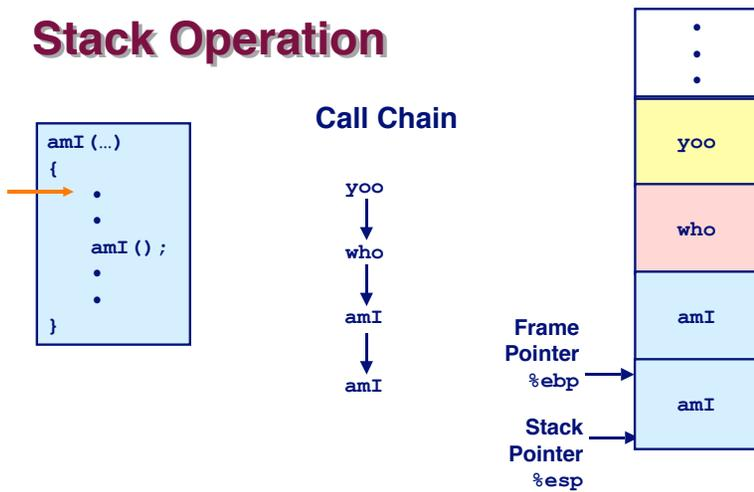 Stack Operation
amI(…)
{
•
•
amI();
•
•
}
Call Chain
yoo
who
amI
amI
Frame
Pointer
%ebp
Stack
Pointer
%esp
•
•
•
yoo
who
amI
amI